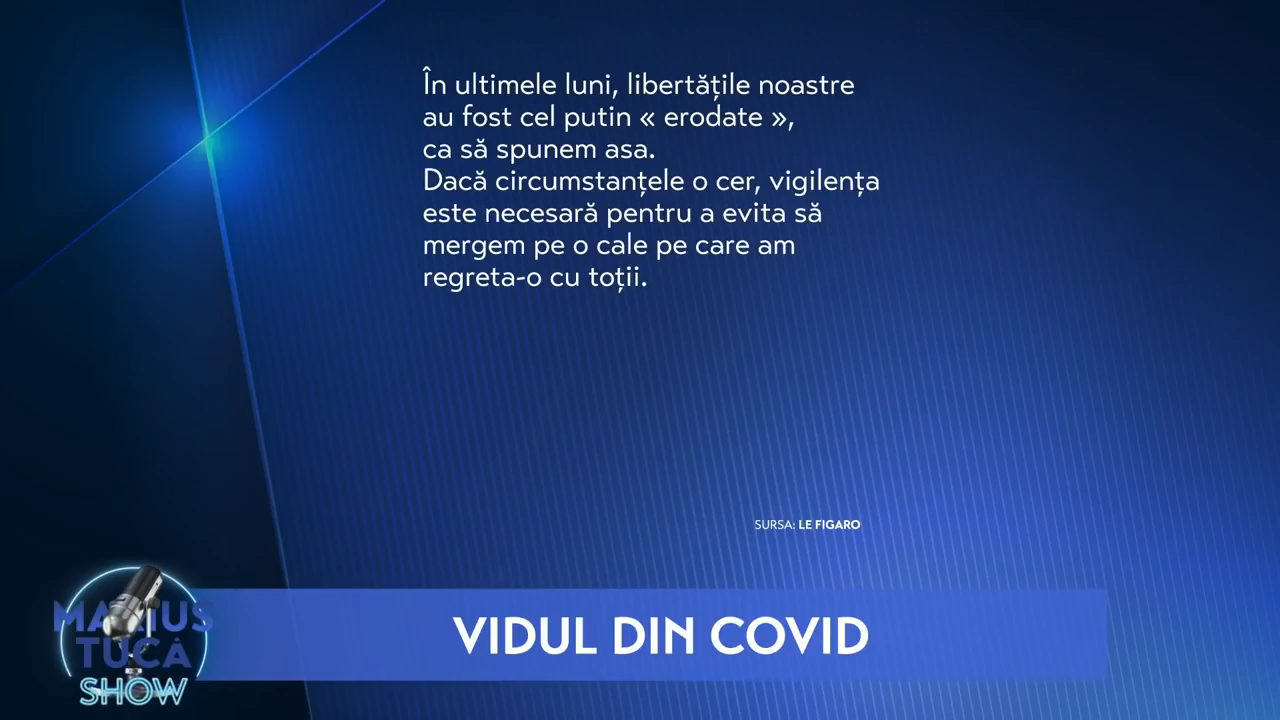 În ultimele luni, libertățile noastre
au fost cel putin « erodate »,
ca să spunem asa.
Dacă circumstanțele o cer, vigilența
este necesară pentru a evita să
mergem pe o cale pe care am
regreta-o cu toții.
SURSA: LE FIGARO
VIDUL DIN COVID
MARIUS
TUCĂ
SHOW